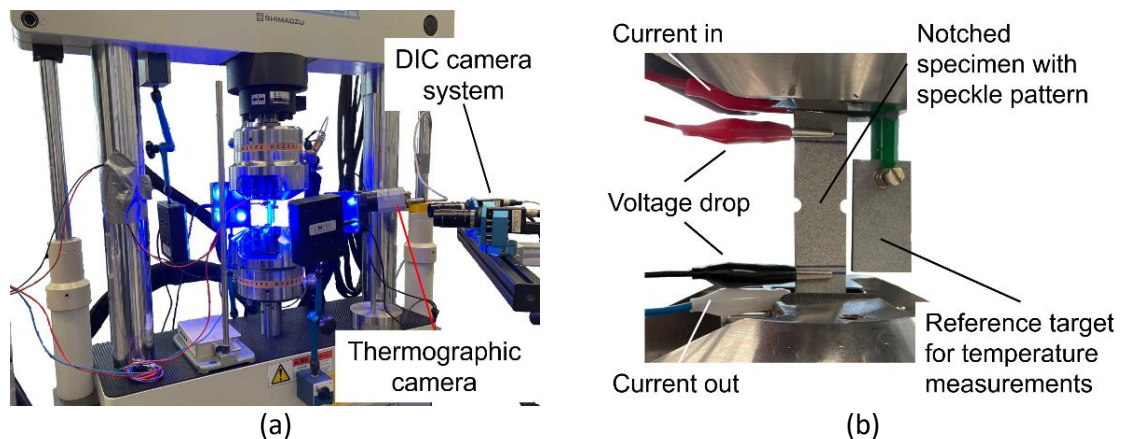 SHIMADZU
DIC camera
system
Thermographic
camera
(a)
Current in
Notched
specimen with
speckle pattern
Voltage drop
Current out
Reference target
for temperature
measurements
(b)